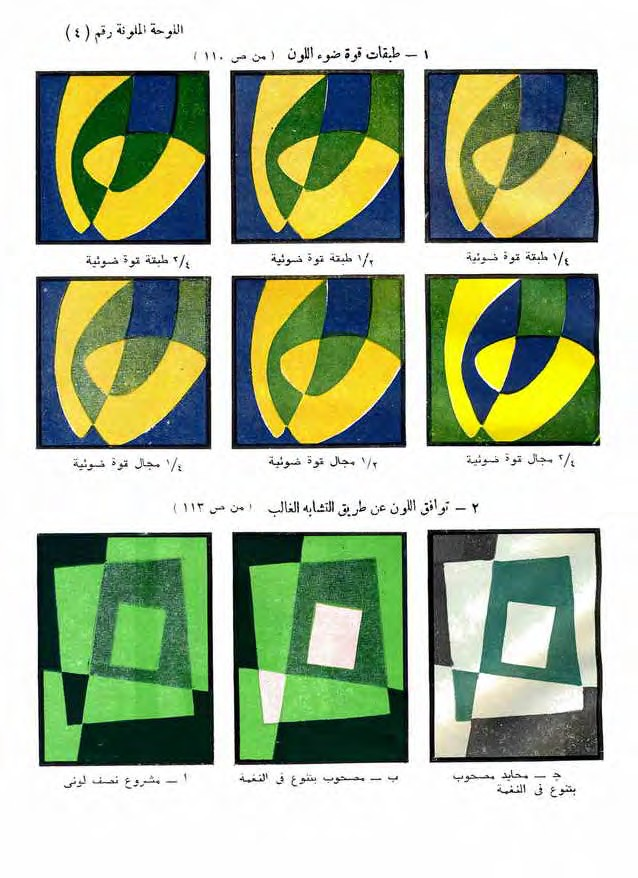 اللوحة الملونة رقم ( ٤ )
١ — طبقات قوة ضوء اللون ( من ص ١١٠ )
١/٤ طبقة قوة ضوئية
١/٢ طبقة قوة ضوئية
٣/٤ طبقة قوة ضوئية
٣/٤ مجال قوة ضوئية
١/٢ مجال قوة ضوئية
١/٤ مجال قوة ضوئية
٢ — توافق اللون عن طريق التشابه الغالب ( من ص ١١٣ )
ا — مشروع نصف لونى
ب — مصحوب بتنوع فى النغمة
ج — محايد مصحوب
بتنوع فى النغمة